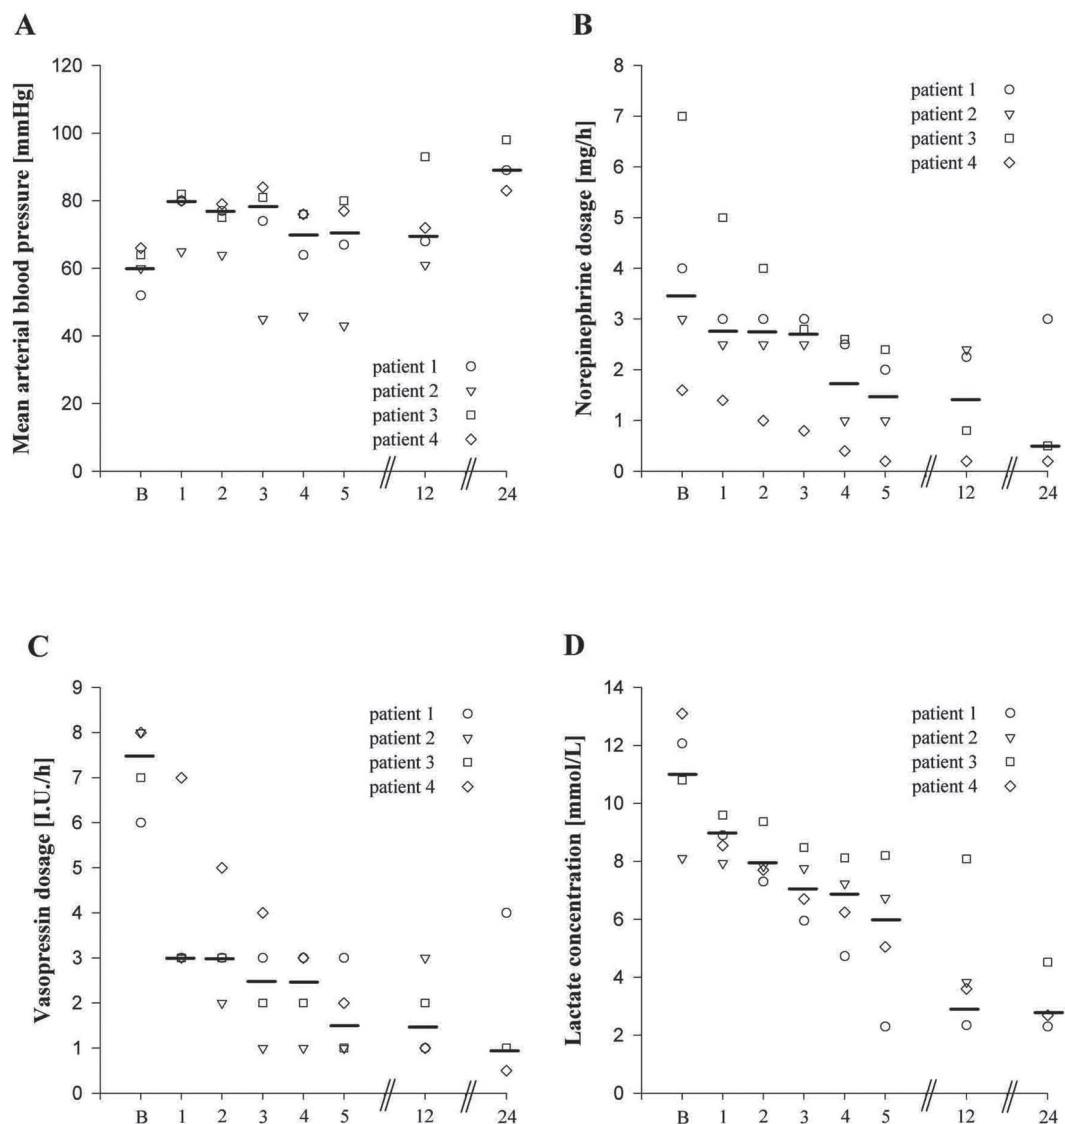 A
Mean arterial blood pressure [mmHg]
120
100
80
60
40
20
0
patient 1
patient 2
patient 3
patient 4
B 1 2 3 4 5 12 24
B
Norepinephrine dosage [mg/h]
8
7
6
5
4
3
2
1
0
patient 1
patient 2
patient 3
patient 4
B 1 2 3 4 5 12 24
C
Vasopressin dosage [I.U./h]
9
8
7
6
5
4
3
2
1
0
patient 1
patient 2
patient 3
patient 4
B 1 2 3 4 5 12 24
D
Lactate concentration [mmol/L]
14
12
10
8
6
4
2
0
patient 1
patient 2
patient 3
patient 4
B 1 2 3 4 5 12 24